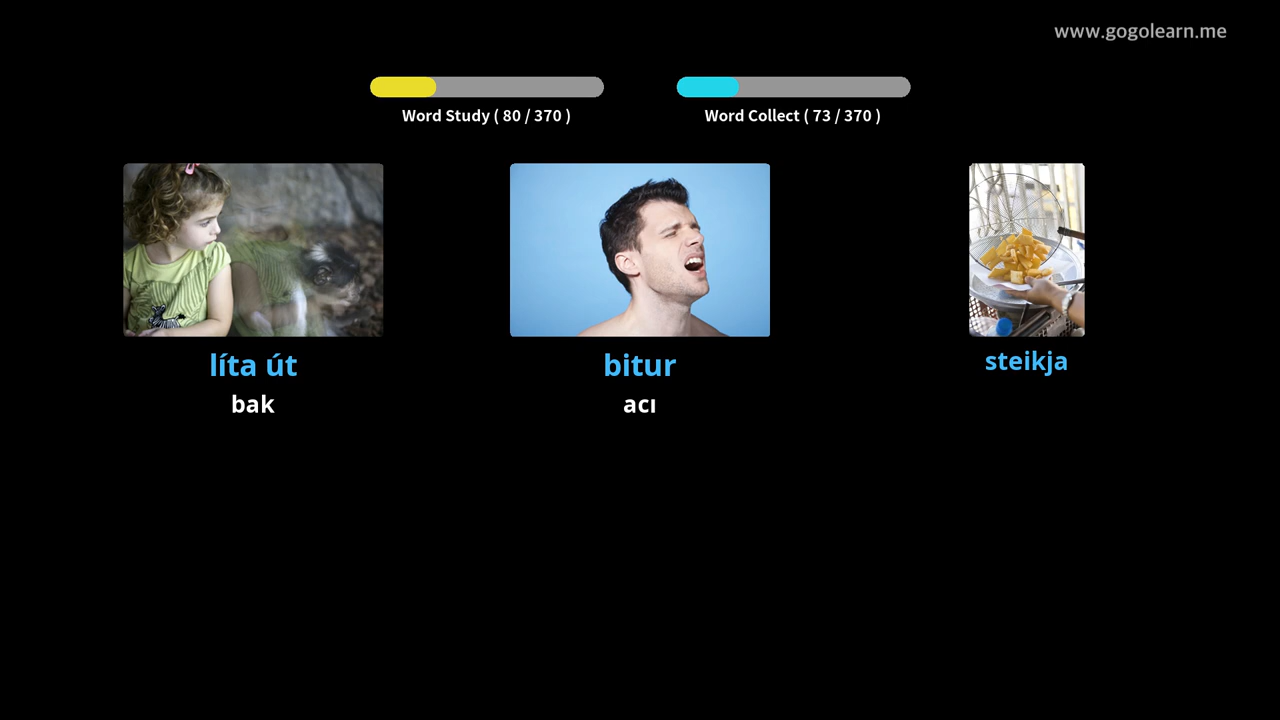 www.gogolearn.me
Word Study ( 80 / 370 )
Word Collect ( 73 / 370 )
líta út
bak
bitur
acı
steikja